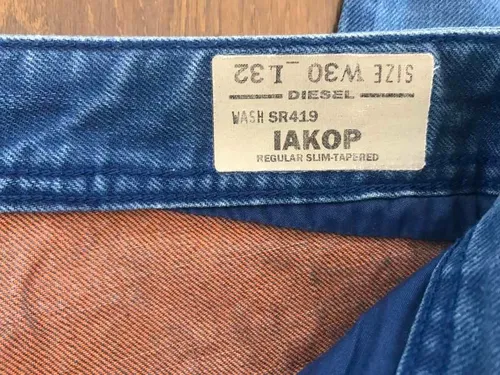 SIZE W30 L32
DIESEL
WASH SR419
IAKOP
REGULAR SLIM-TAPERED